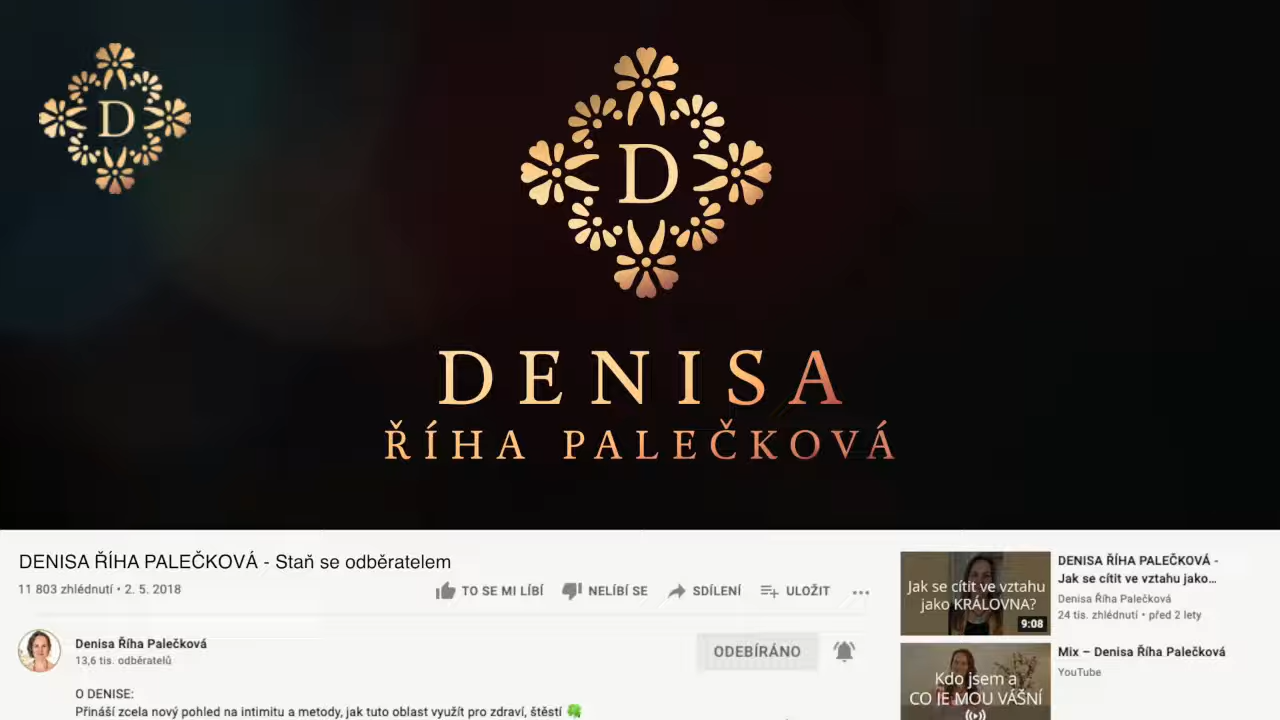 D
D
DENISA
ŘÍHA PALEČKOVÁ
DENISA ŘÍHA PALEČKOVÁ - Staň se odběratelem
11 803 zhlédnutí • 2. 5. 2018
TO SE MI LÍBÍ
NELÍBÍ SE
SDÍLENÍ
ULOŽIT
Denisa Říha Palečková
13,6 tis. odběratelů
ODEBÍRÁNO
O DENISE:
Přináší zcela nový pohled na intimitu a metody, jak tuto oblast využít pro zdraví, štěstí 🍀
Jak se cítit ve vztahu
jako KRÁLOVNA?
9:08
DENISA ŘÍHA PALEČKOVÁ -
Jak se cítit ve vztahu jako…
Denisa Říha Palečková
24 tis. zhlédnutí • před 2 lety
Kdo jsem a
CO JE MOU VÁŠNÍ
Mix – Denisa Říha Palečková
YouTube